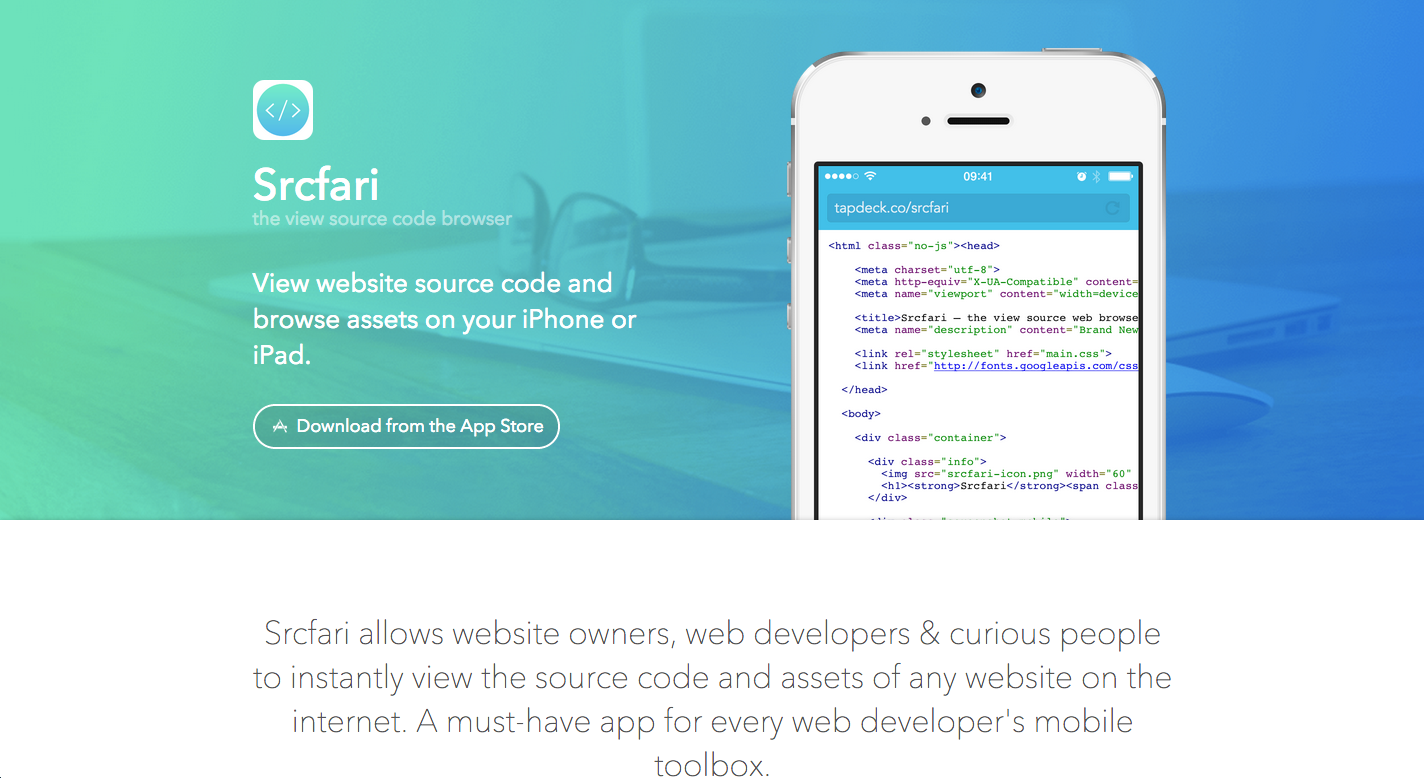 </>
Srcfari
the view source code browser
View website source code and
browse assets on your iPhone or
iPad.
Download from the App Store
09:41
tapdeck.co/srcfari
<html class="no-js"><head>
<meta charset="utf-8">
<meta http-equiv="X-UA-Compatible" content=
<meta name="viewport" content="width=device
<title>Srcfari — the view source web browse
<meta name="description" content="Brand New
<link rel="stylesheet" href="main.css">
<link href="http://fonts.googleapis.com/css
</head>
<body>
<div class="container">
<div class="info">
<img src="srcfari-icon.png" width="60"
<h1><strong>Srcfari</strong><span class
</div>
Srcfari allows website owners, web developers & curious people
to instantly view the source code and assets of any website on the
internet. A must-have app for every web developer's mobile
toolbox.